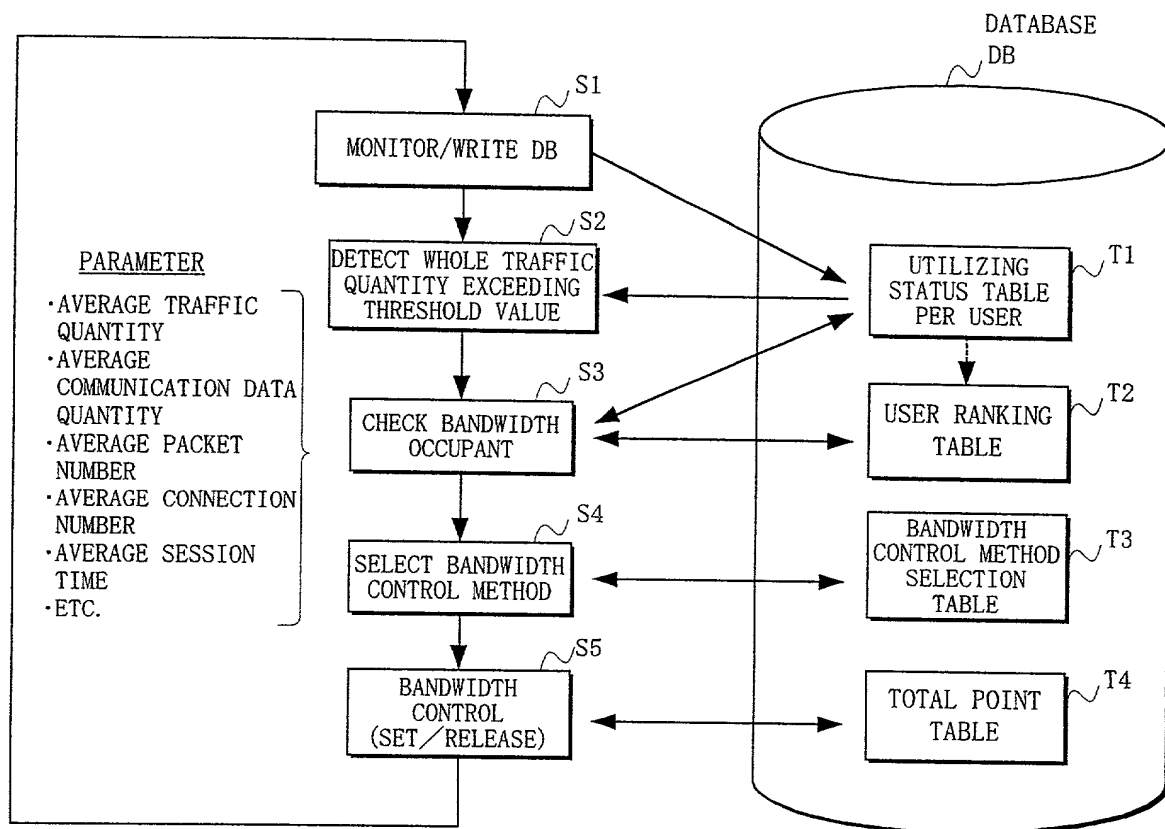 DATABASE
DB
S1
MONITOR/WRITE DB
S2
DETECT WHOLE TRAFFIC
QUANTITY EXCEEDING
THRESHOLD VALUE
PARAMETER
·AVERAGE TRAFFIC
QUANTITY
·AVERAGE
COMMUNICATION DATA
QUANTITY
·AVERAGE PACKET
NUMBER
·AVERAGE CONNECTION
NUMBER
·AVERAGE SESSION
TIME
·ETC.
S3
CHECK BANDWIDTH
OCCUPANT
S4
SELECT BANDWIDTH
CONTROL METHOD
S5
BANDWIDTH
CONTROL
(SET/RELEASE)
T1
UTILIZING
STATUS TABLE
PER USER
T2
USER RANKING
TABLE
T3
BANDWIDTH
CONTROL METHOD
SELECTION
TABLE
T4
TOTAL POINT
TABLE